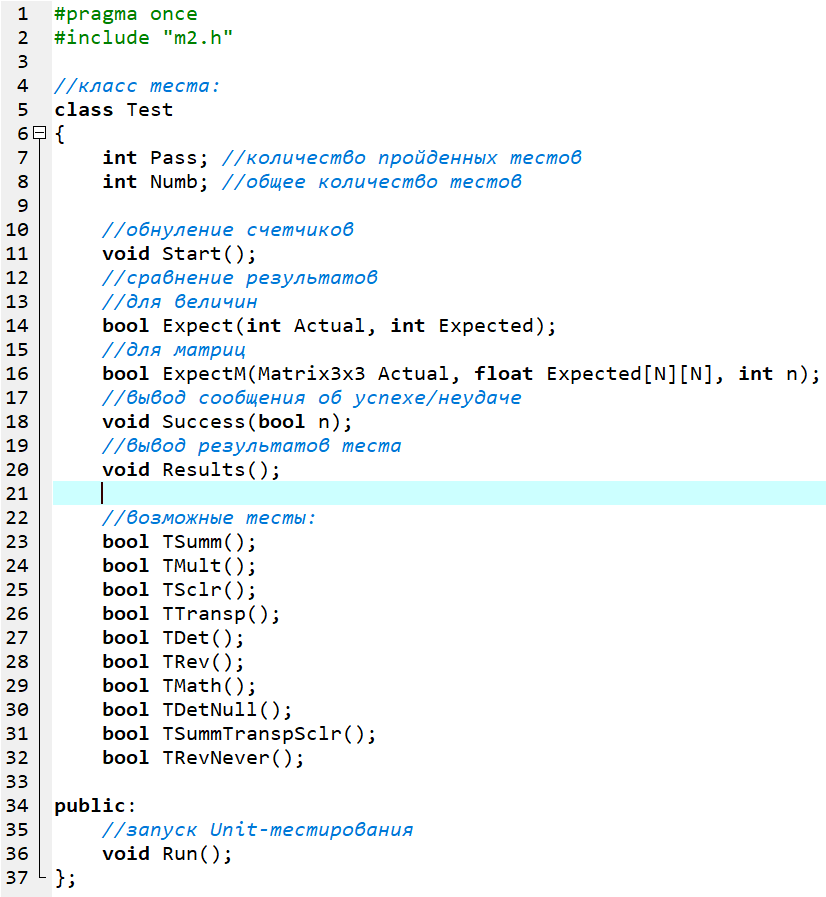 1 #pragma once
2 #include "m2.h"
3
4 //класс теста:
5 class Test
6 {
7 int Pass; //количество пройденных тестов
8 int Numb; //общее количество тестов
9
10 //обнуление счетчиков
11 void Start();
12 //сравнение результатов
13 //для величин
14 bool Expect(int Actual, int Expected);
15 //для матриц
16 bool ExpectM(Matrix3x3 Actual, float Expected[N][N], int n);
17 //вывод сообщения об успехе/неудаче
18 void Success(bool n);
19 //вывод результатов теста
20 void Results();
21
22 //возможные тесты:
23 bool TSumm();
24 bool TMult();
25 bool TSclr();
26 bool TTransp();
27 bool TDet();
28 bool TRev();
29 bool TMath();
30 bool TDetNull();
31 bool TSummTranspSclr();
32 bool TRevNever();
33
34 public:
35 //запуск Unit-тестирования
36 void Run();
37 };